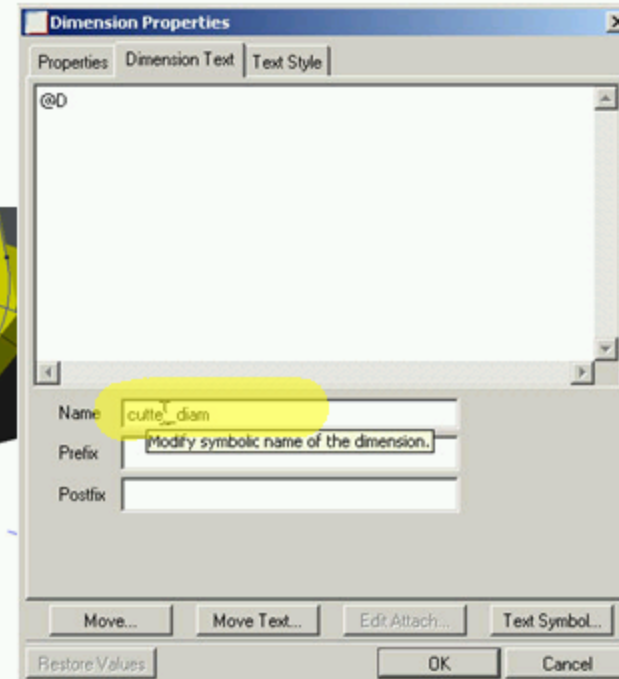 Dimension Properties
Properties Dimension Text Text Style
@D
Name
Modify symbolic name of the dimension.
Prefix
Postfix
Move... Move Text... Edit Attach... Text Symbol...
Restore Values OK Cancel